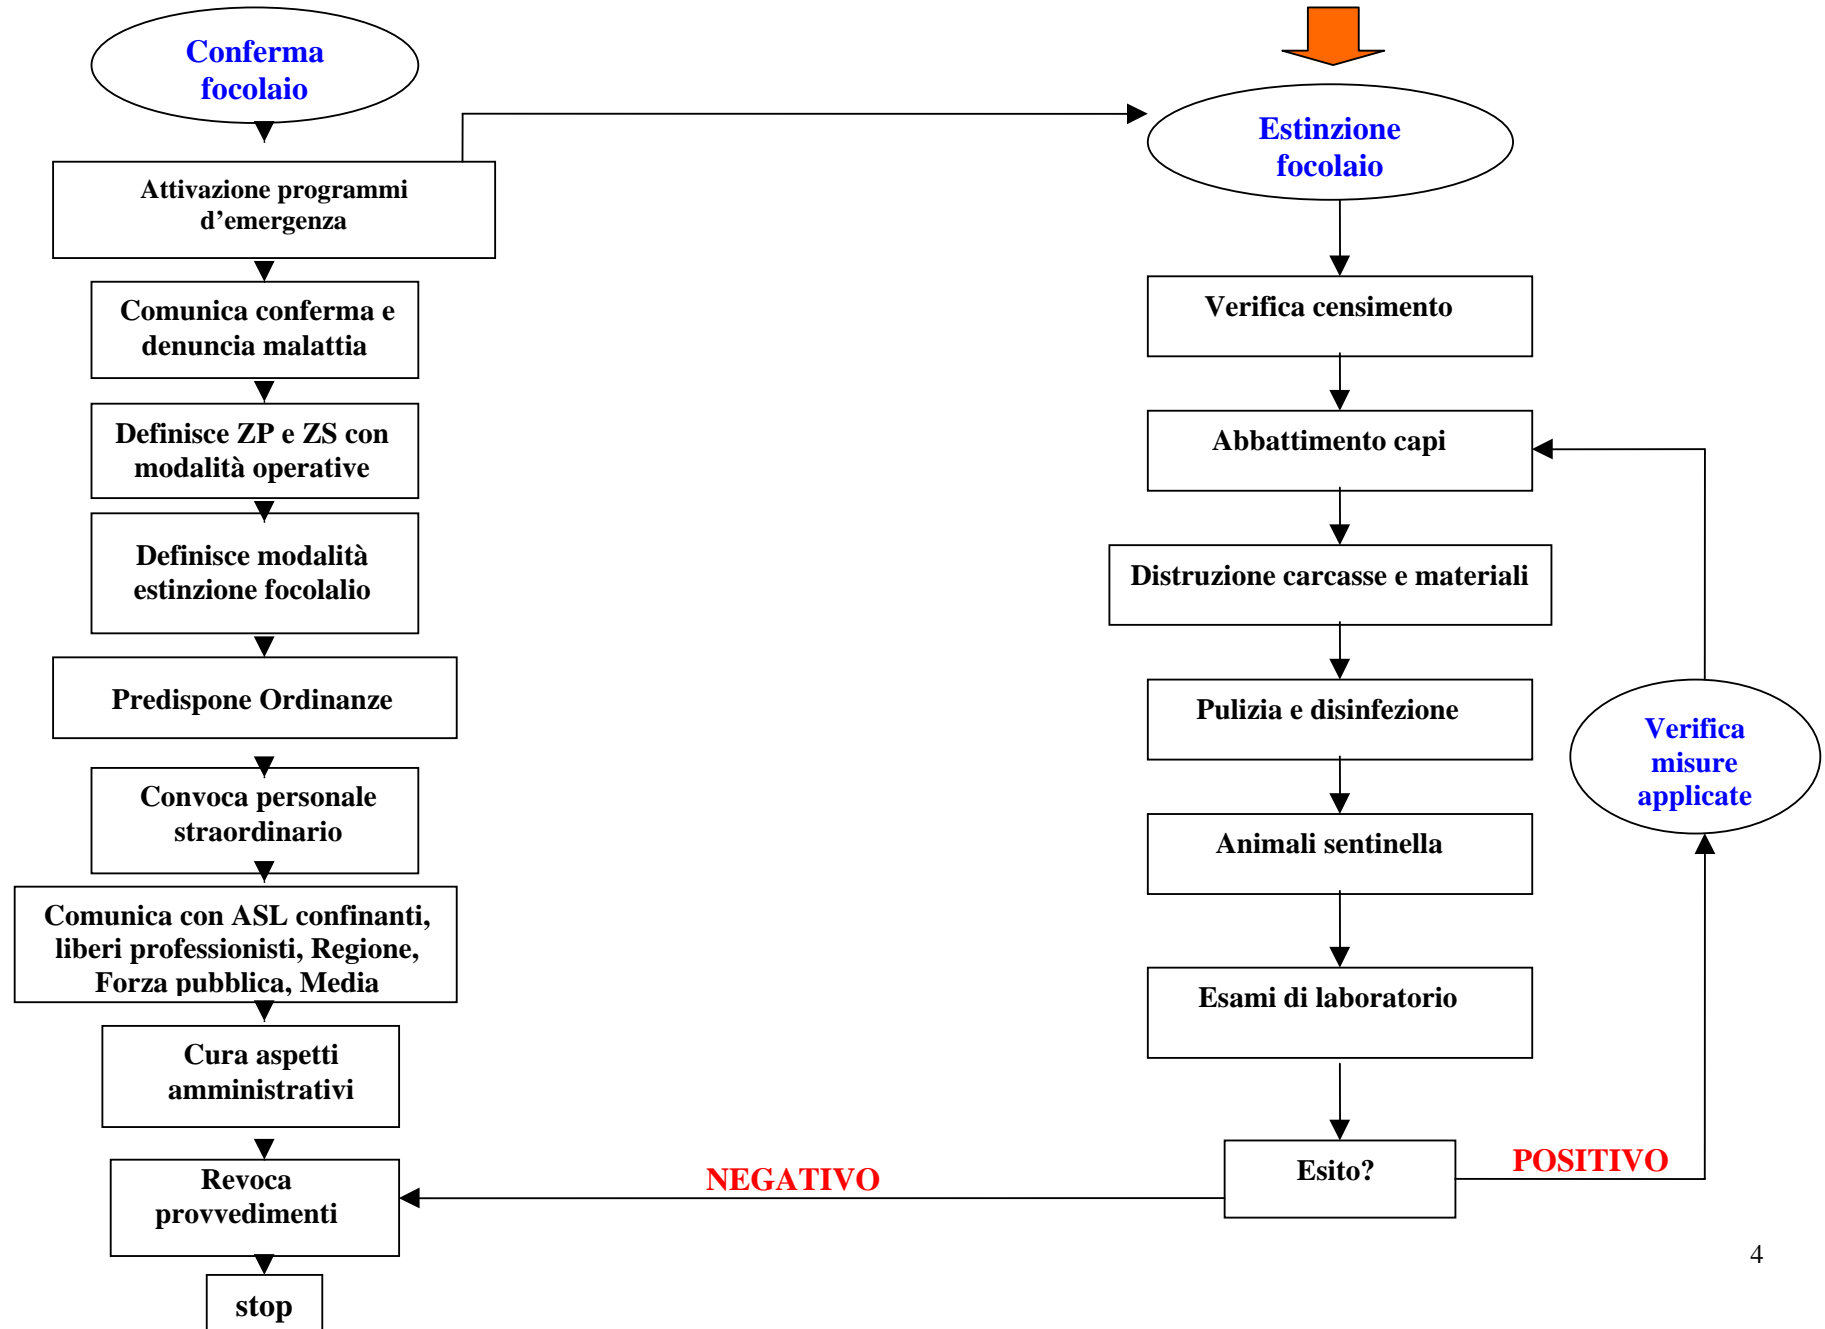 Conferma
focolaio
Attivazione programmi
d’emergenza
Comunica conferma e
denuncia malattia
Definisce ZP e ZS con
modalità operative
Definisce modalità
estinzione focolalio
Predispone Ordinanze
Convoca personale
straordinario
Comunica con ASL confinanti,
liberi professionisti, Regione,
Forza pubblica, Media
Cura aspetti
amministrativi
Revoca
provvedimenti
stop
Estinzione
focolaio
Verifica censimento
Abbattimento capi
Distruzione carcasse e materiali
Pulizia e disinfezione
Animali sentinella
Esami di laboratorio
Esito?
NEGATIVO
POSITIVO
Verifica
misure
applicate
4